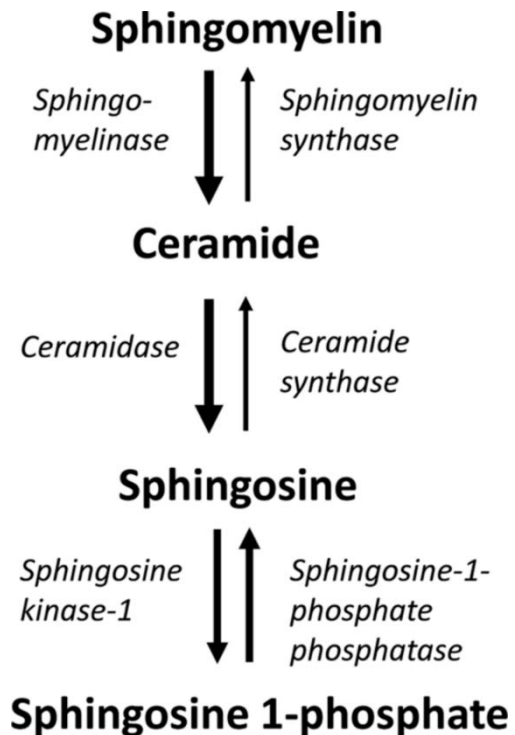 Sphingomyelin
Sphingo-
myelinase
Sphingomyelin
synthase
Ceramide
Ceramidase
Ceramide
synthase
Sphingosine
Sphingosine
kinase-1
Sphingosine-1-
phosphate
phosphatase
Sphingosine 1-phosphate